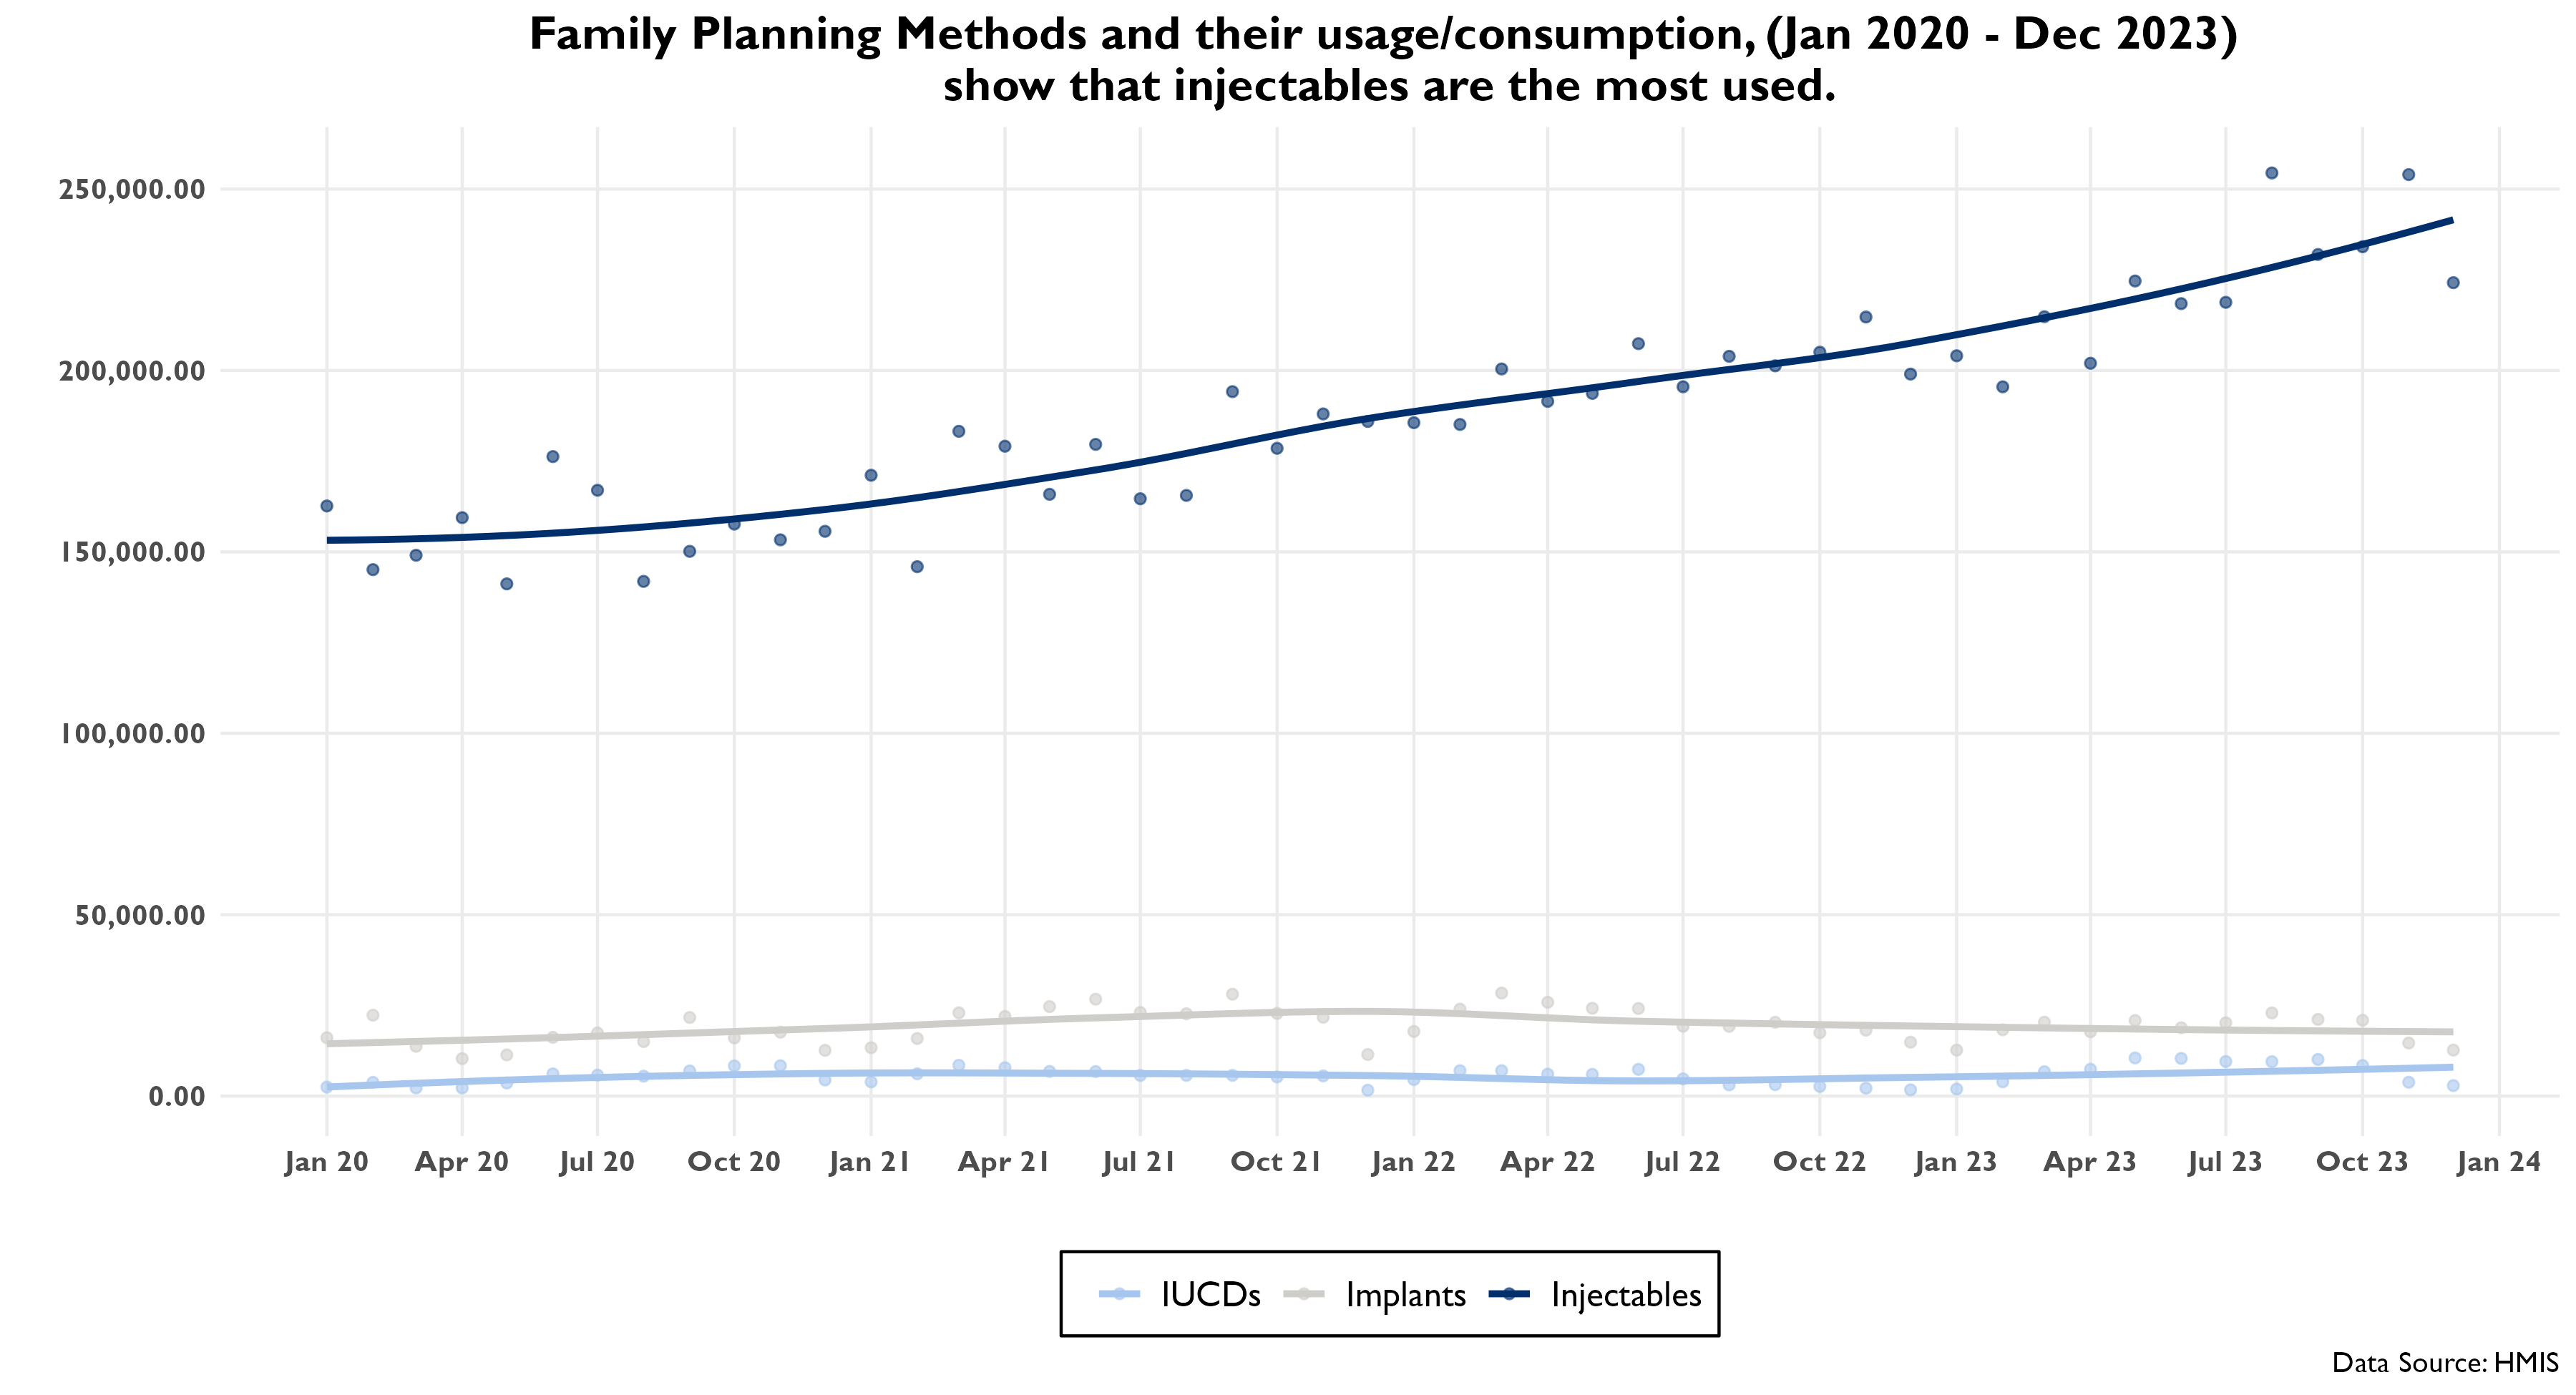 Family Planning Methods and their usage/consumption, (Jan 2020 - Dec 2023)
show that injectables are the most used.
250,000.00
200,000.00
150,000.00
100,000.00
50,000.00
0.00
Jan 20 Apr 20 Jul 20 Oct 20 Jan 21 Apr 21 Jul 21 Oct 21 Jan 22 Apr 22 Jul 22 Oct 22 Jan 23 Apr 23 Jul 23 Oct 23 Jan 24
IUCDs Implants Injectables
Data Source: HMIS